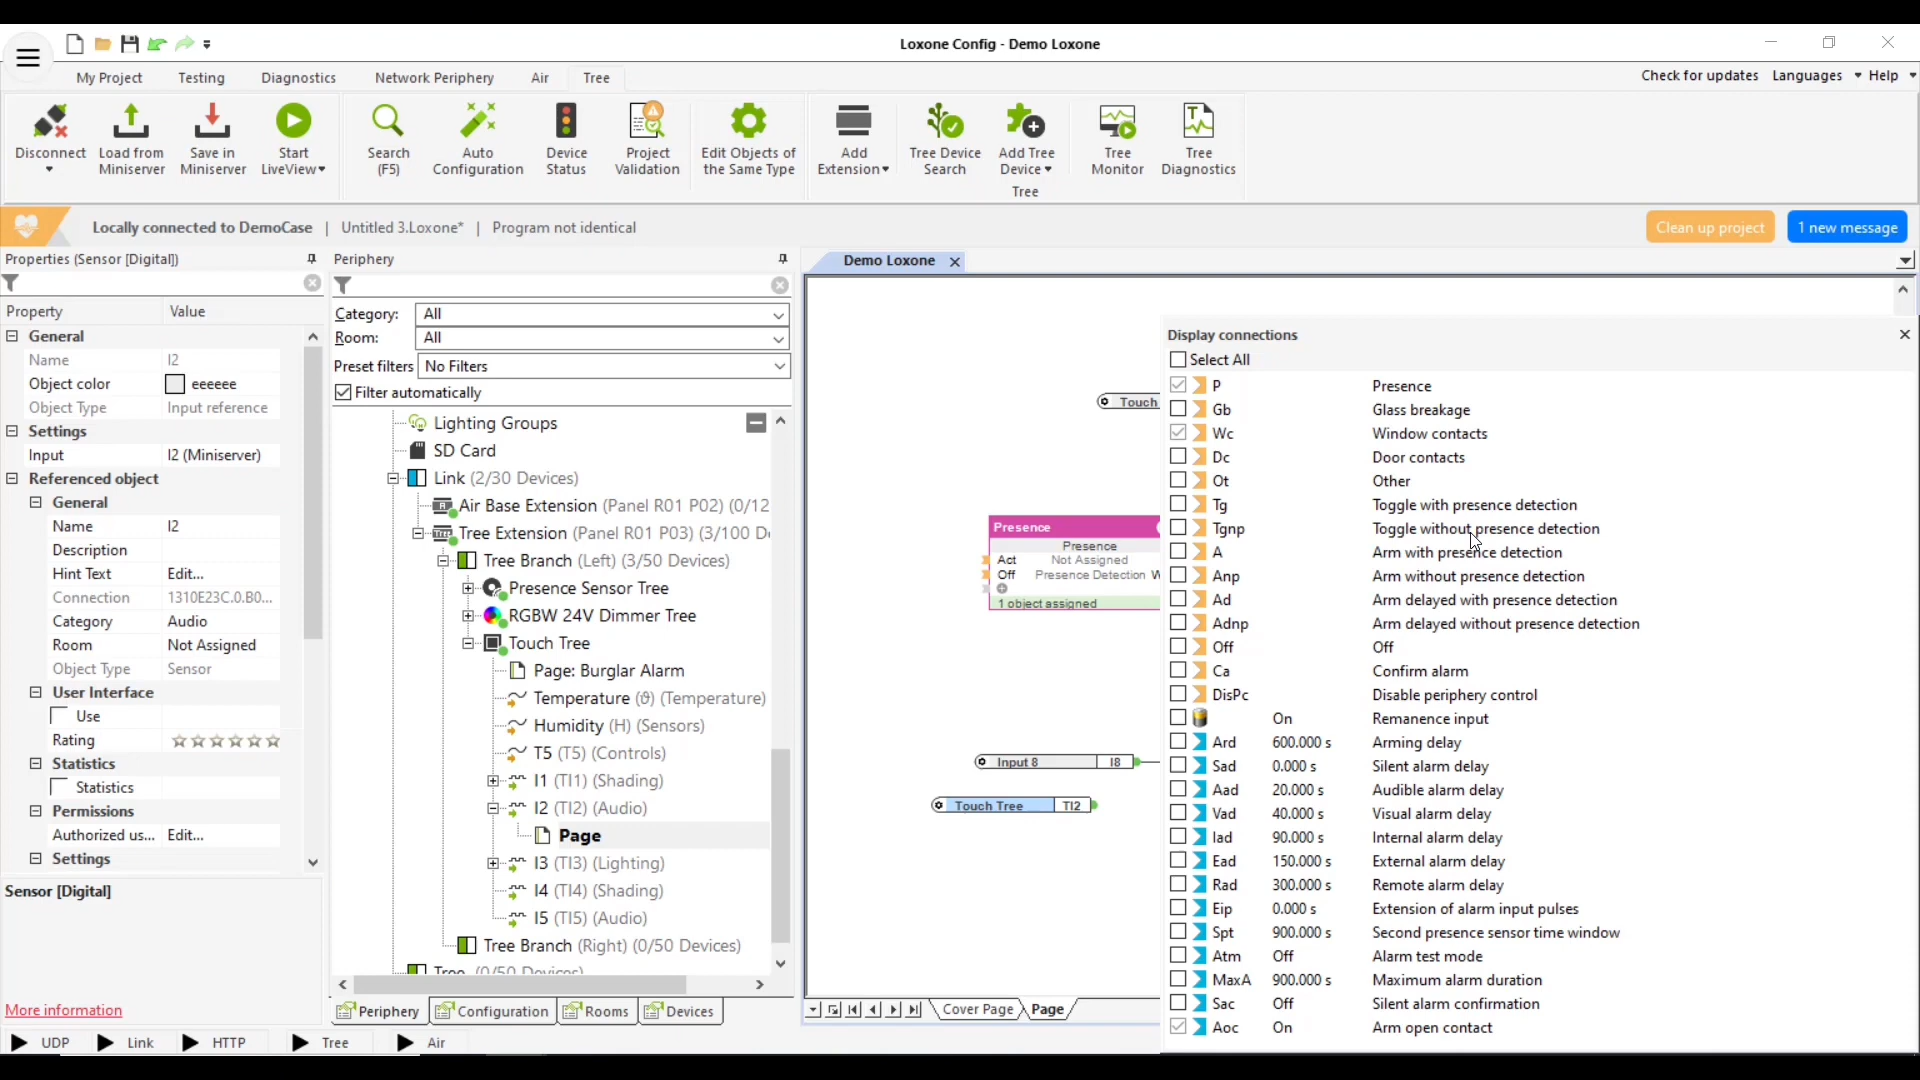 Loxone Config - Demo Loxone
My Project
Testing
Diagnostics
Network Periphery
Air
Tree
Check for updates
Languages
Help
Disconnect
Load from
Miniserver
Save in
Miniserver
Start
LiveView
Search
(F5)
Auto
Configuration
Device
Status
Project
Validation
Edit Objects of
the Same Type
Add
Extension
Tree Device
Search
Add Tree
Device
Tree
Monitor
Tree
Diagnostics
Tree
Locally connected to DemoCase | Untitled 3.Loxone* | Program not identical
Clean up project
1 new message
Properties (Sensor [Digital])
Property Value
General
Name I2
Object color eeeeee
Object Type Input reference
Settings
Input I2 (Miniserver)
Referenced object
General
Name I2
Description
Hint Text Edit...
Connection 1310E23C.0.B0...
Category Audio
Room Not Assigned
Object Type Sensor
User Interface
Use
Rating
Statistics
Statistics
Permissions
Authorized us... Edit...
Settings
Sensor [Digital]
More information
Periphery
Category: All
Room: All
Preset filters No Filters
Filter automatically
Lighting Groups
SD Card
Link (2/30 Devices)
Air Base Extension (Panel R01 P02) (0/12
Tree Extension (Panel R01 P03) (3/100 D
Tree Branch (Left) (3/50 Devices)
Presence Sensor Tree
RGBW 24V Dimmer Tree
Touch Tree
Page: Burglar Alarm
Temperature (ϑ) (Temperature)
Humidity (H) (Sensors)
T5 (T5) (Controls)
I1 (TI1) (Shading)
I2 (TI2) (Audio)
Page
I3 (TI3) (Lighting)
I4 (TI4) (Shading)
I5 (TI5) (Audio)
Tree Branch (Right) (0/50 Devices)
Tree (0/50 Devices)
Periphery
Configuration
Rooms
Devices
Demo Loxone
Touch
Presence
Presence
Act Not Assigned
Off Presence Detection W
1 object assigned
Input 8 I8
Touch Tree TI2
Cover Page
Page
Display connections
Select All
P Presence
Gb Glass breakage
Wc Window contacts
Dc Door contacts
Ot Other
Tg Toggle with presence detection
Tgnp Toggle without presence detection
A Arm with presence detection
Anp Arm without presence detection
Ad Arm delayed with presence detection
Adnp Arm delayed without presence detection
Off Off
Ca Confirm alarm
DisPc Disable periphery control
On Remanence input
Ard 600.000 s Arming delay
Sad 0.000 s Silent alarm delay
Aad 20.000 s Audible alarm delay
Vad 40.000 s Visual alarm delay
Iad 90.000 s Internal alarm delay
Ead 150.000 s External alarm delay
Rad 300.000 s Remote alarm delay
Eip 0.000 s Extension of alarm input pulses
Spt 900.000 s Second presence sensor time window
Atm Off Alarm test mode
MaxA 900.000 s Maximum alarm duration
Sac Off Silent alarm confirmation
Aoc On Arm open contact
UDP
Link
HTTP
Tree
Air